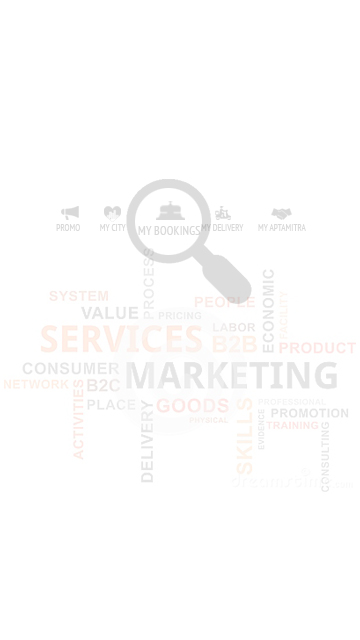 PROMO
MY CITY
MY BOOKINGS
MY DELIVERY
MY APTAMITRA
PROCESS
SYSTEM
PEOPLE
ECONOMIC
VALUE
PRICING
FACILITY
SERVICES
LABOR
B2B
PRODUCT
CONSUMER
MARKETING
NETWORK
B2C
ACTIVITIES
PLACE
DELIVERY
GOODS
PHYSICAL
SKILLS
PROFESSIONAL
EVIDENCE
PROMOTION
TRAINING
CONSULTING
dreamstime